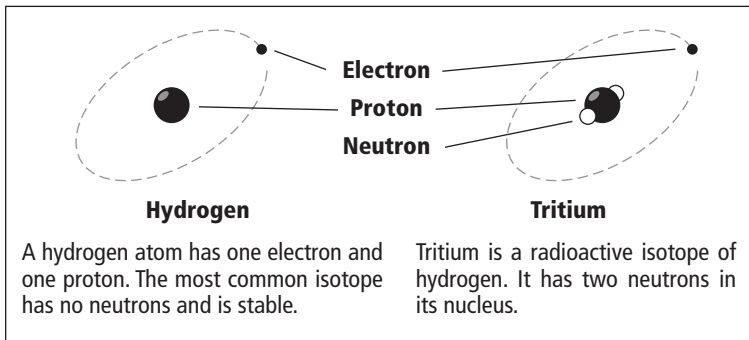 Electron
Proton
Neutron
Hydrogen
A hydrogen atom has one electron and
one proton. The most common isotope
has no neutrons and is stable.
Tritium
Tritium is a radioactive isotope of
hydrogen. It has two neutrons in
its nucleus.